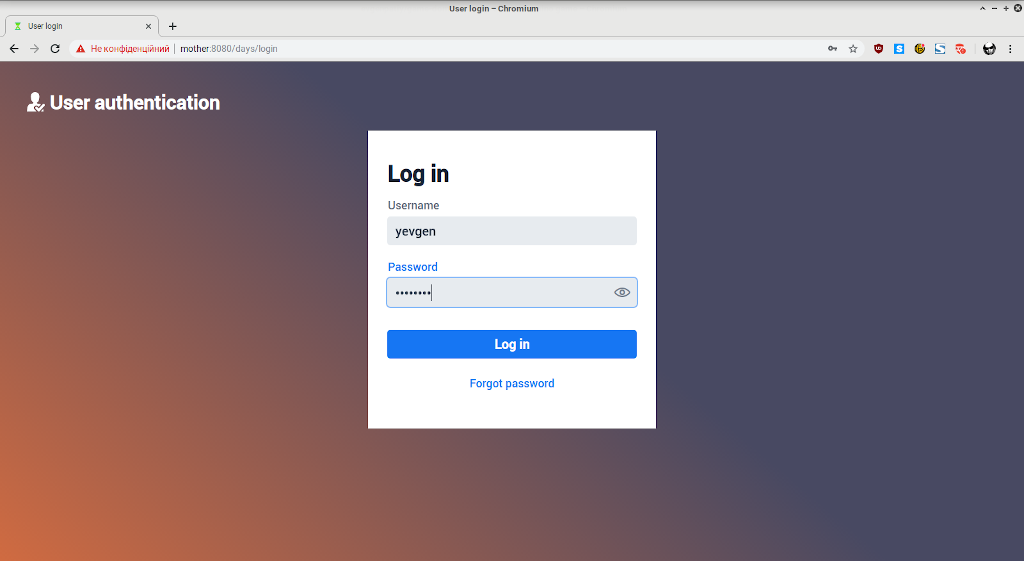 User login – Chromium
User login
Не конфіденційний mother:8080/days/login
User authentication
Log in
Username
yevgen
Password
••••••••
Log in
Forgot password